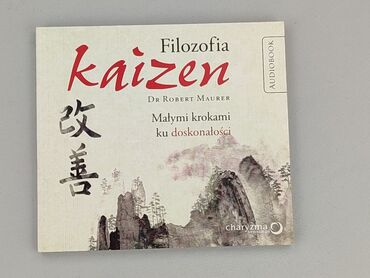 Filozofia
kaizen
DR ROBERT MAURER
Małymi krokami
ku doskonałości
改
善
AUDIOBOOK
charyzma